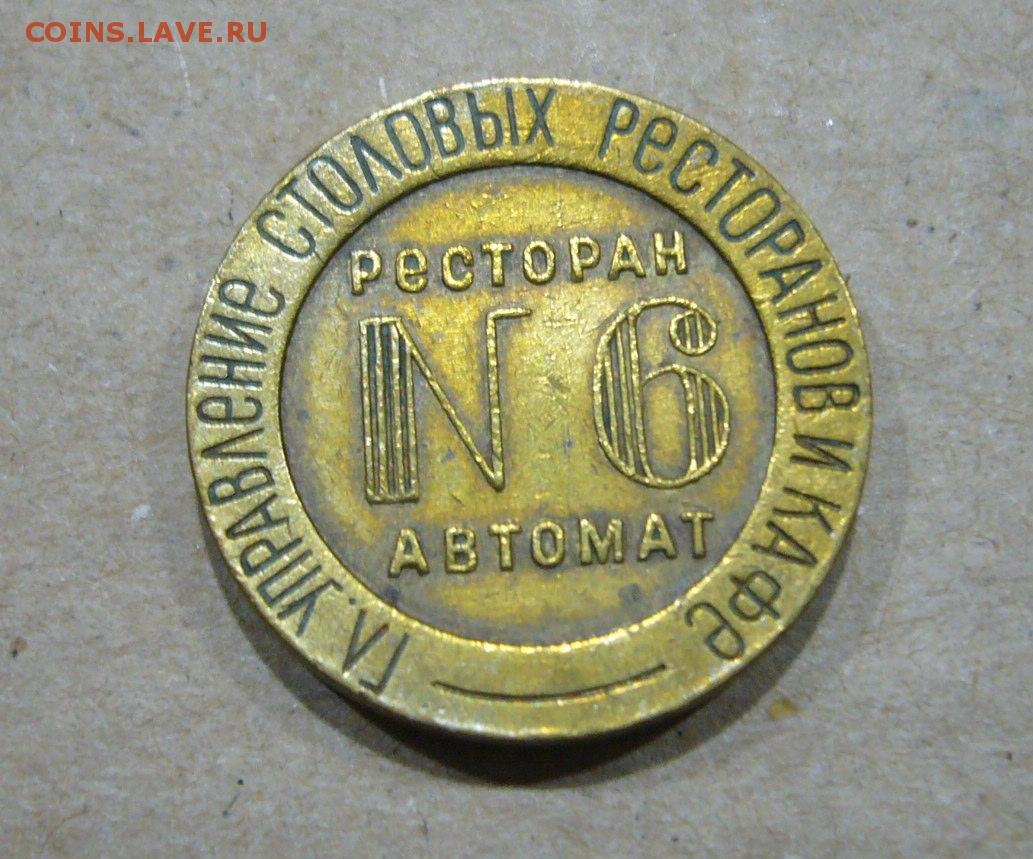 COINS.LAVE.RU
ГЛ. УПРАВЛЕНИЕ СТОЛОВЫХ РЕСТОРАНОВ И КАФЕ
РЕСТОРАН
N 6
АВТОМАТ